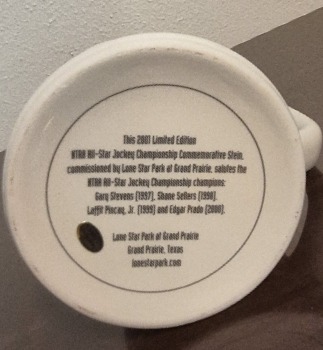 This 2001 Limited Edition
NTRA All-Star Jockey Championship Commemorative Stein,
commissioned by Lone Star Park at Grand Prairie, salutes the
NTRA All-Star Jockey Championship champions:
Gary Stevens (1997), Shane Sellers (1998),
Laffit Pincay, Jr. (1999) and Edgar Prado (2000).
Lone Star Park at Grand Prairie
Grand Prairie, Texas
lonestarpark.com